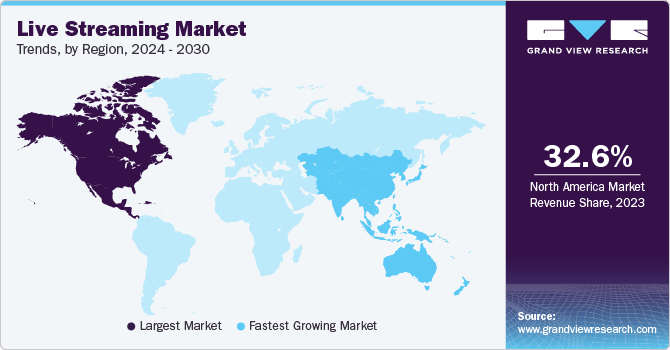 Live Streaming Market
Trends, by Region, 2024 - 2030
GRAND VIEW RESEARCH
32.6%
North America Market
Revenue Share, 2023
Largest Market
Fastest Growing Market
Source:
www.grandviewresearch.com